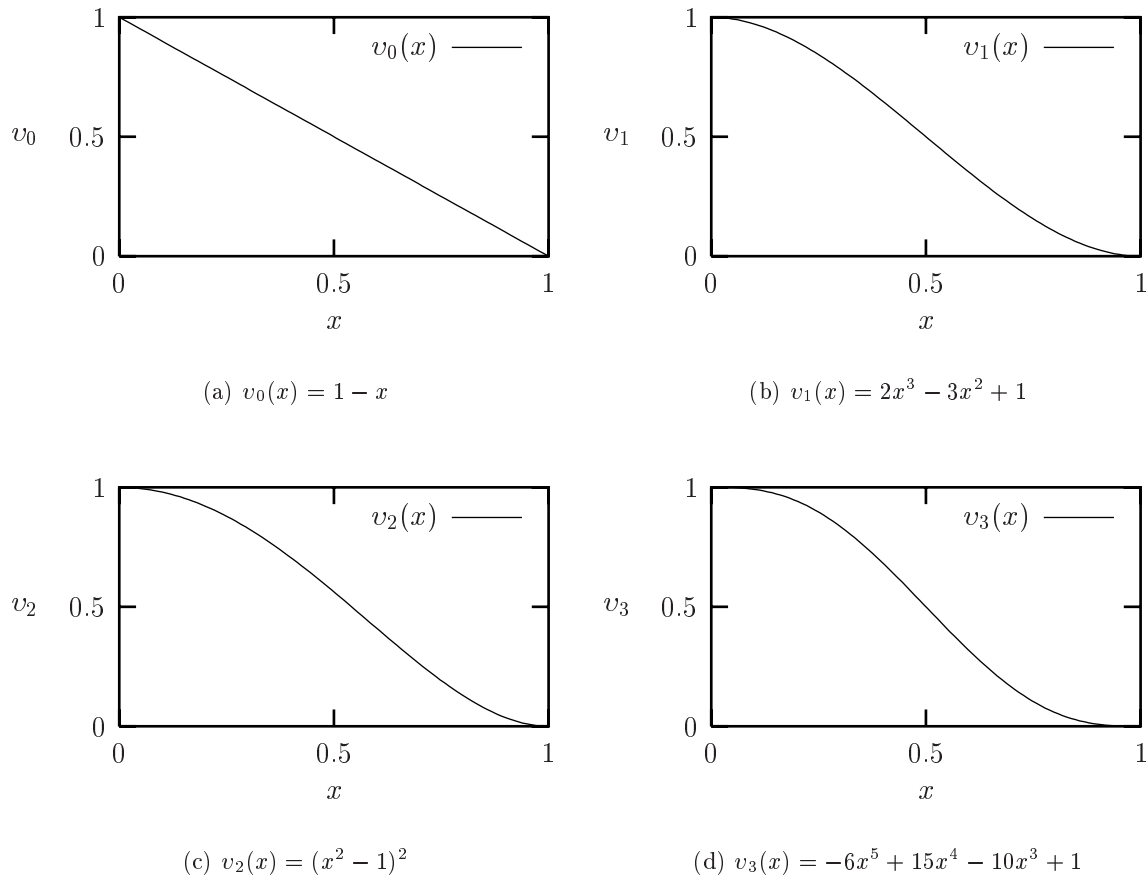 1
υ₀(x)
υ₀
0.5
0
0
0.5
1
x
(a) υ₀(x) = 1 − x
1
υ₁(x)
υ₁
0.5
0
0
0.5
1
x
(b) υ₁(x) = 2x³ − 3x² + 1
1
υ₂(x)
υ₂
0.5
0
0
0.5
1
x
(c) υ₂(x) = (x² − 1)²
1
υ₃(x)
υ₃
0.5
0
0
0.5
1
x
(d) υ₃(x) = −6x⁵ + 15x⁴ − 10x³ + 1